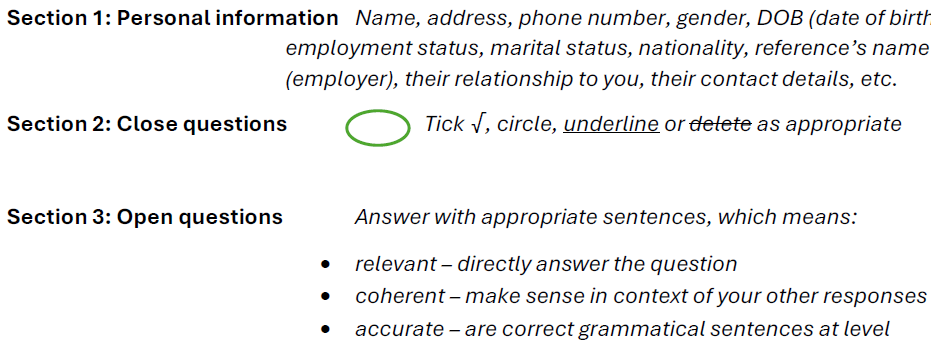 Section 1: Personal information Name, address, phone number, gender, DOB (date of birth
employment status, marital status, nationality, reference’s name
(employer), their relationship to you, their contact details, etc.
Section 2: Close questions Tick √, circle, underline or delete as appropriate
Section 3: Open questions Answer with appropriate sentences, which means:
• relevant – directly answer the question
• coherent – make sense in context of your other responses
• accurate – are correct grammatical sentences at level